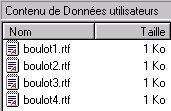 Contenu de Données utilisateurs
Nom Taille
boulot1.rtf 1 Ko
boulot2.rtf 1 Ko
boulot3.rtf 1 Ko
boulot4.rtf 1 Ko